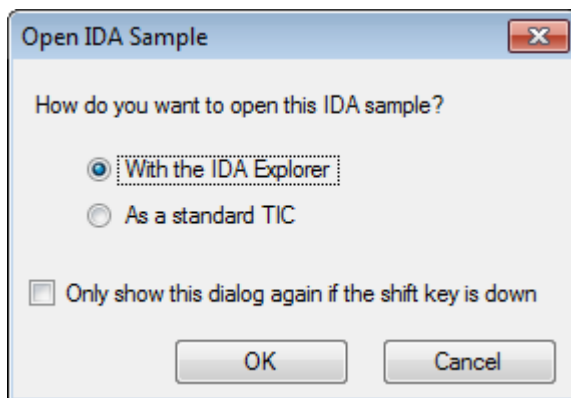 Open IDA Sample
How do you want to open this IDA sample?
With the IDA Explorer
As a standard TIC
Only show this dialog again if the shift key is down
OK Cancel